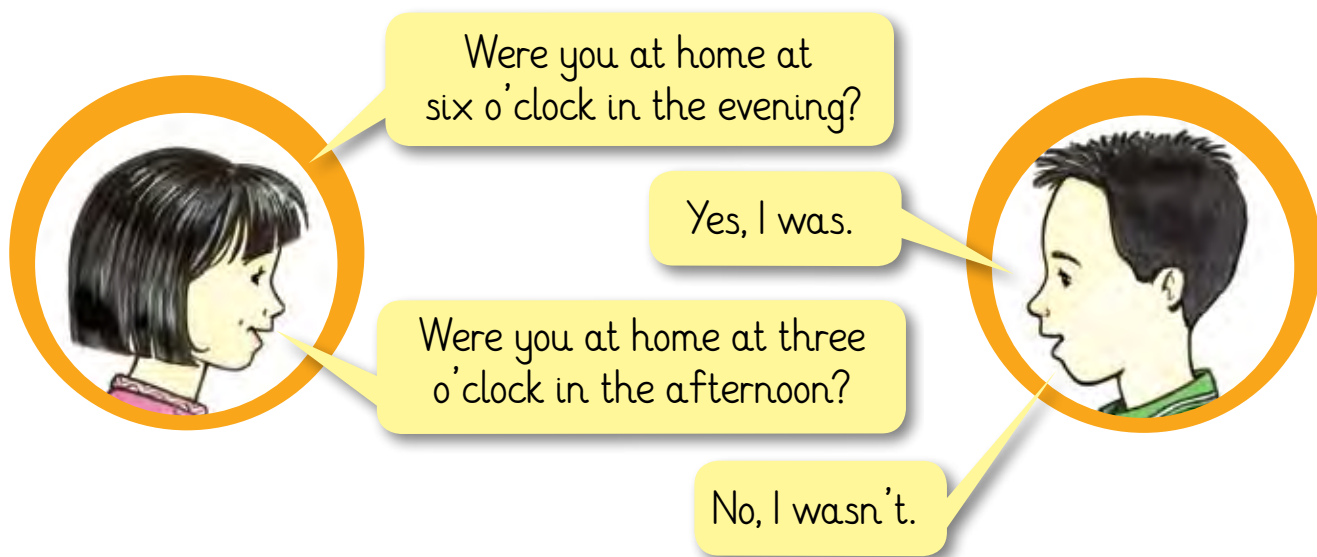 Were you at home at
six o'clock in the evening?
Yes, I was.
Were you at home at three
o'clock in the afternoon?
No, I wasn't.